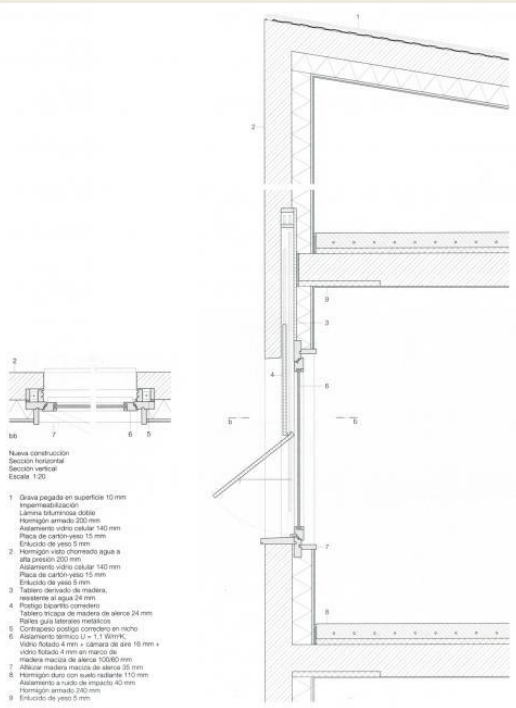 1
2
9
3
4
6
b
b
7
8
2
bb
7
6
5
Nueva construcción
Sección horizontal
Sección vertical
Escala 1:20
1 Grava pegada en superficie 10 mm
Impermeabilización
Lámina bituminosa doble
Hormigón armado 200 mm
Aislamiento vidrio celular 140 mm
Placa de cartón-yeso 15 mm
Enlucido de yeso 5 mm
2 Hormigón visto chorreado agua a
alta presión 200 mm
Aislamiento vidrio celular 140 mm
Placa de cartón-yeso 15 mm
Enlucido de yeso 5 mm
3 Tablero derivado de madera,
resistente al agua 24 mm
4 Postigo bipartito corredero
Tablero tricapa de madera de alerce 24 mm
Raíles guía laterales metálicos
5 Contrapeso postigo corredero en nicho
6 Aislamiento térmico U = 1,1 W/m²K,
Vidrio flotado 4 mm + cámara de aire 16 mm +
vidrio flotado 4 mm en marco de
madera maciza de alerce 100/80 mm
7 Alféizar madera maciza de alerce 35 mm
8 Hormigón duro con suelo radiante 110 mm
Aislamiento a ruido de impacto 40 mm
Hormigón armado 240 mm
9 Enlucido de yeso 5 mm